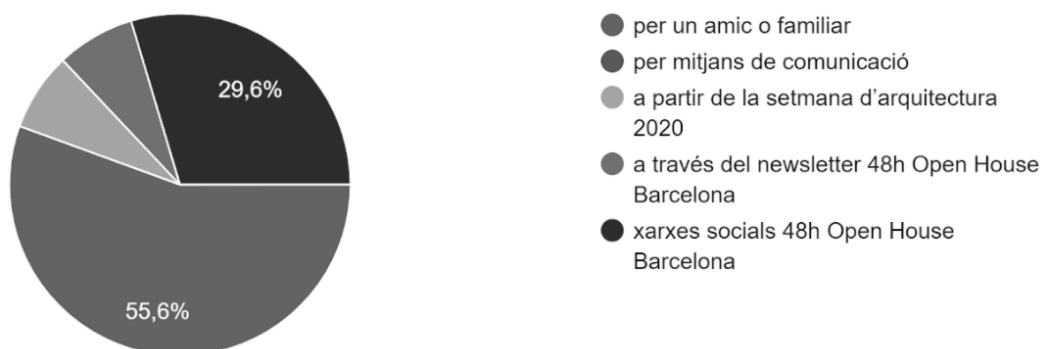 29,6%
55,6%
per un amic o familiar
per mitjans de comunicació
a partir de la setmana d'arquitectura
2020
a través del newsletter 48h Open House
Barcelona
xarxes socials 48h Open House
Barcelona